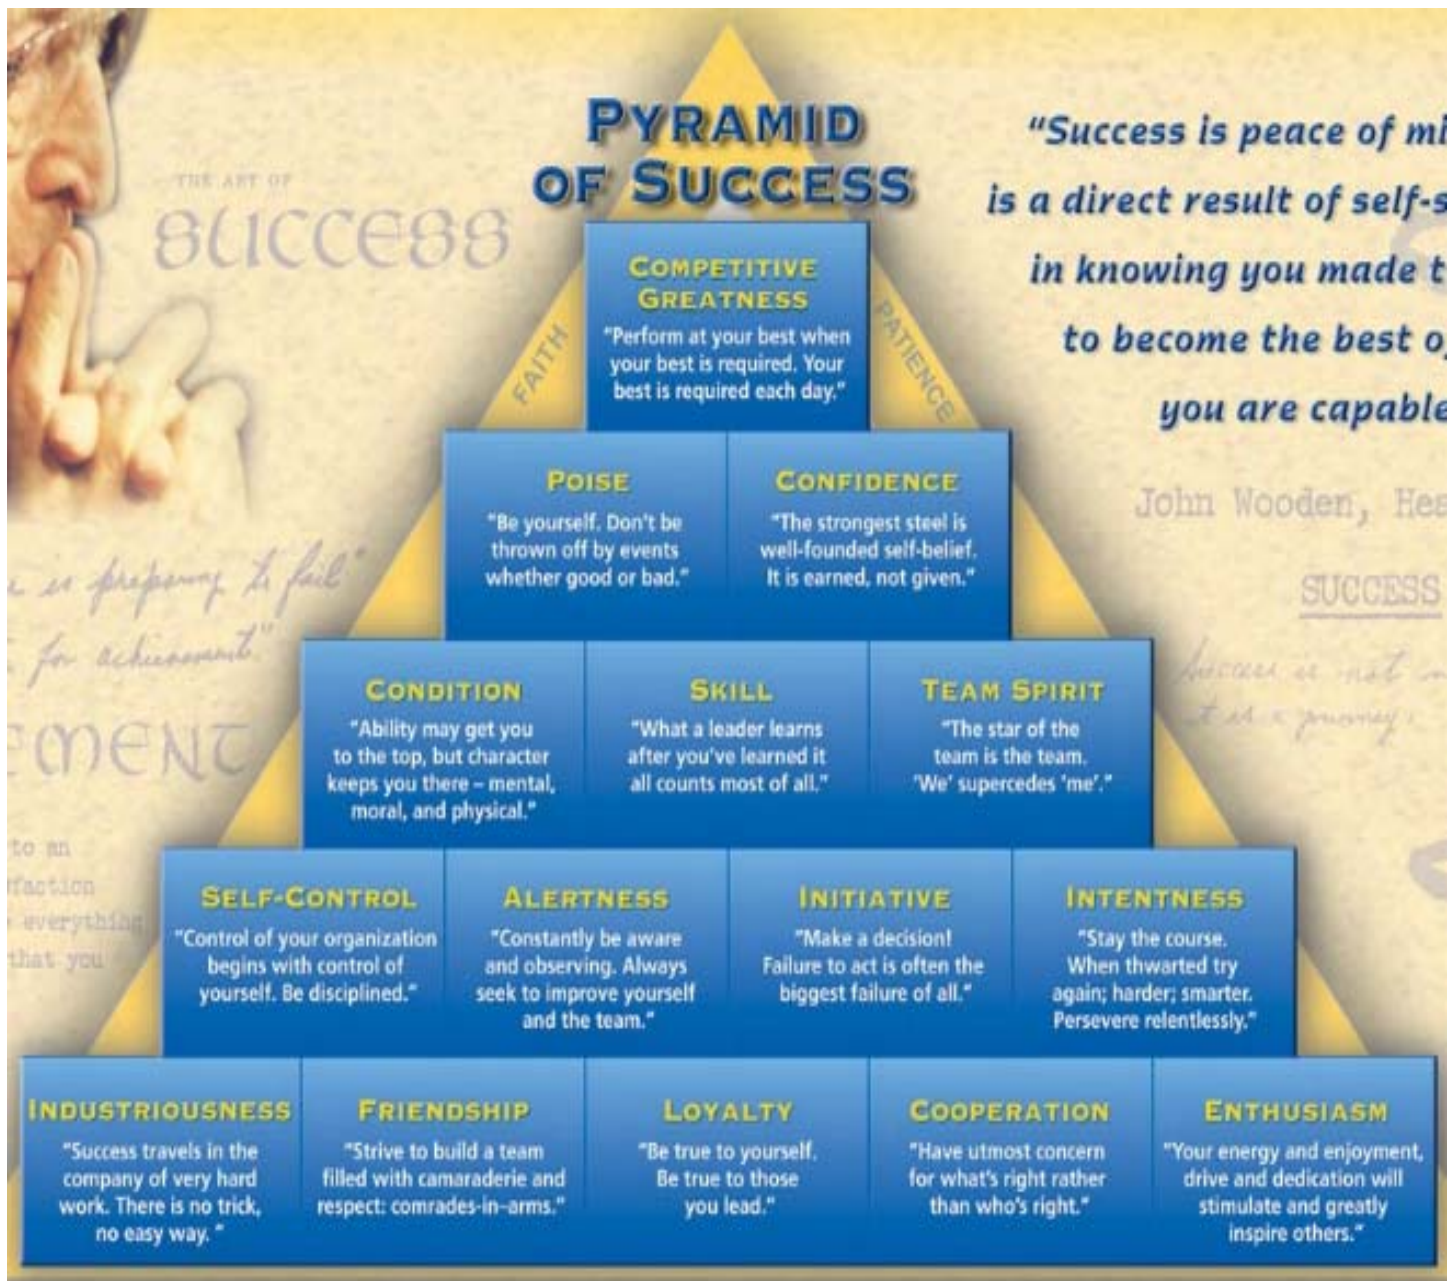 PYRAMID
OF SUCCESS
THE ART OF
SUCCESS
"Success is peace of
is a direct result of
in knowing you made
to become the best
you are capable
John Wooden,
SUCCESS
FAITH
PATIENCE
COMPETITIVE
GREATNESS
"Perform at your best when
your best is required. Your
best is required each day."
POISE
"Be yourself. Don't be
thrown off by events
whether good or bad."
CONFIDENCE
"The strongest steel is
well-founded self-belief.
It is earned, not given."
is preparing to fail"
for achievement"
Success is not
it is a journey.
CONDITION
"Ability may get you
to the top, but character
keeps you there – mental,
moral, and physical."
SKILL
"What a leader learns
after you've learned it
all counts most of all."
TEAM SPIRIT
"The star of the
team is the team.
'We' supercedes 'me'."
EMENT
to an
faction
everything
that you
SELF-CONTROL
"Control of your organization
begins with control of
yourself. Be disciplined."
ALERTNESS
"Constantly be aware
and observing. Always
seek to improve yourself
and the team."
INITIATIVE
"Make a decision!
Failure to act is often the
biggest failure of all."
INTENTNESS
"Stay the course.
When thwarted try
again; harder; smarter.
Persevere relentlessly."
INDUSTRIOUSNESS
"Success travels in the
company of very hard
work. There is no trick,
no easy way. "
FRIENDSHIP
"Strive to build a team
filled with camaraderie and
respect: comrades-in-arms."
LOYALTY
"Be true to yourself.
Be true to those
you lead."
COOPERATION
"Have utmost concern
for what's right rather
than who's right."
ENTHUSIASM
"Your energy and enjoyment,
drive and dedication will
stimulate and greatly
inspire others."